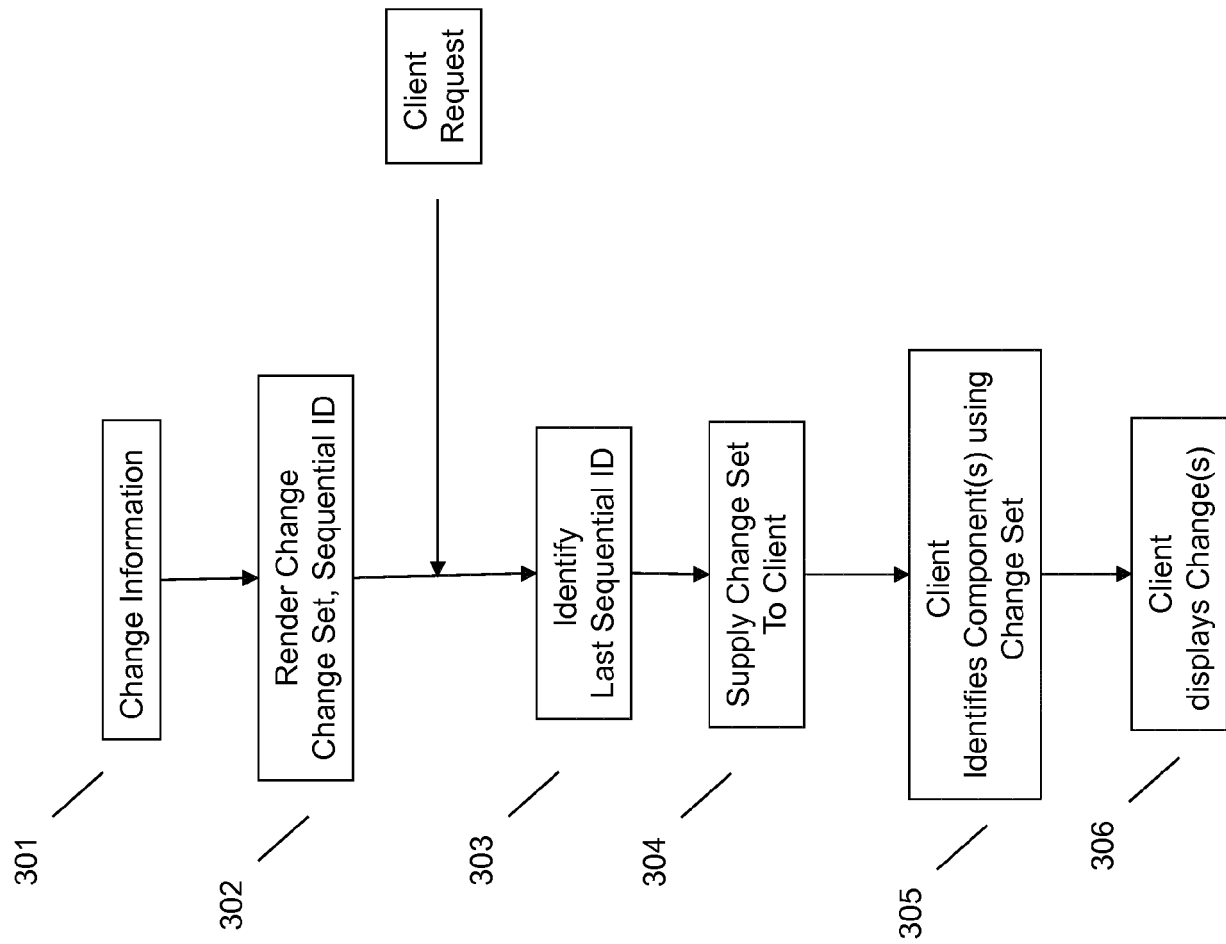 301
Change Information
302
Render Change
Change Set, Sequential ID
Client
Request
303
Identify
Last Sequential ID
304
Supply Change Set
To Client
305
Client
Identifies Component(s) using
Change Set
306
Client
displays Change(s)